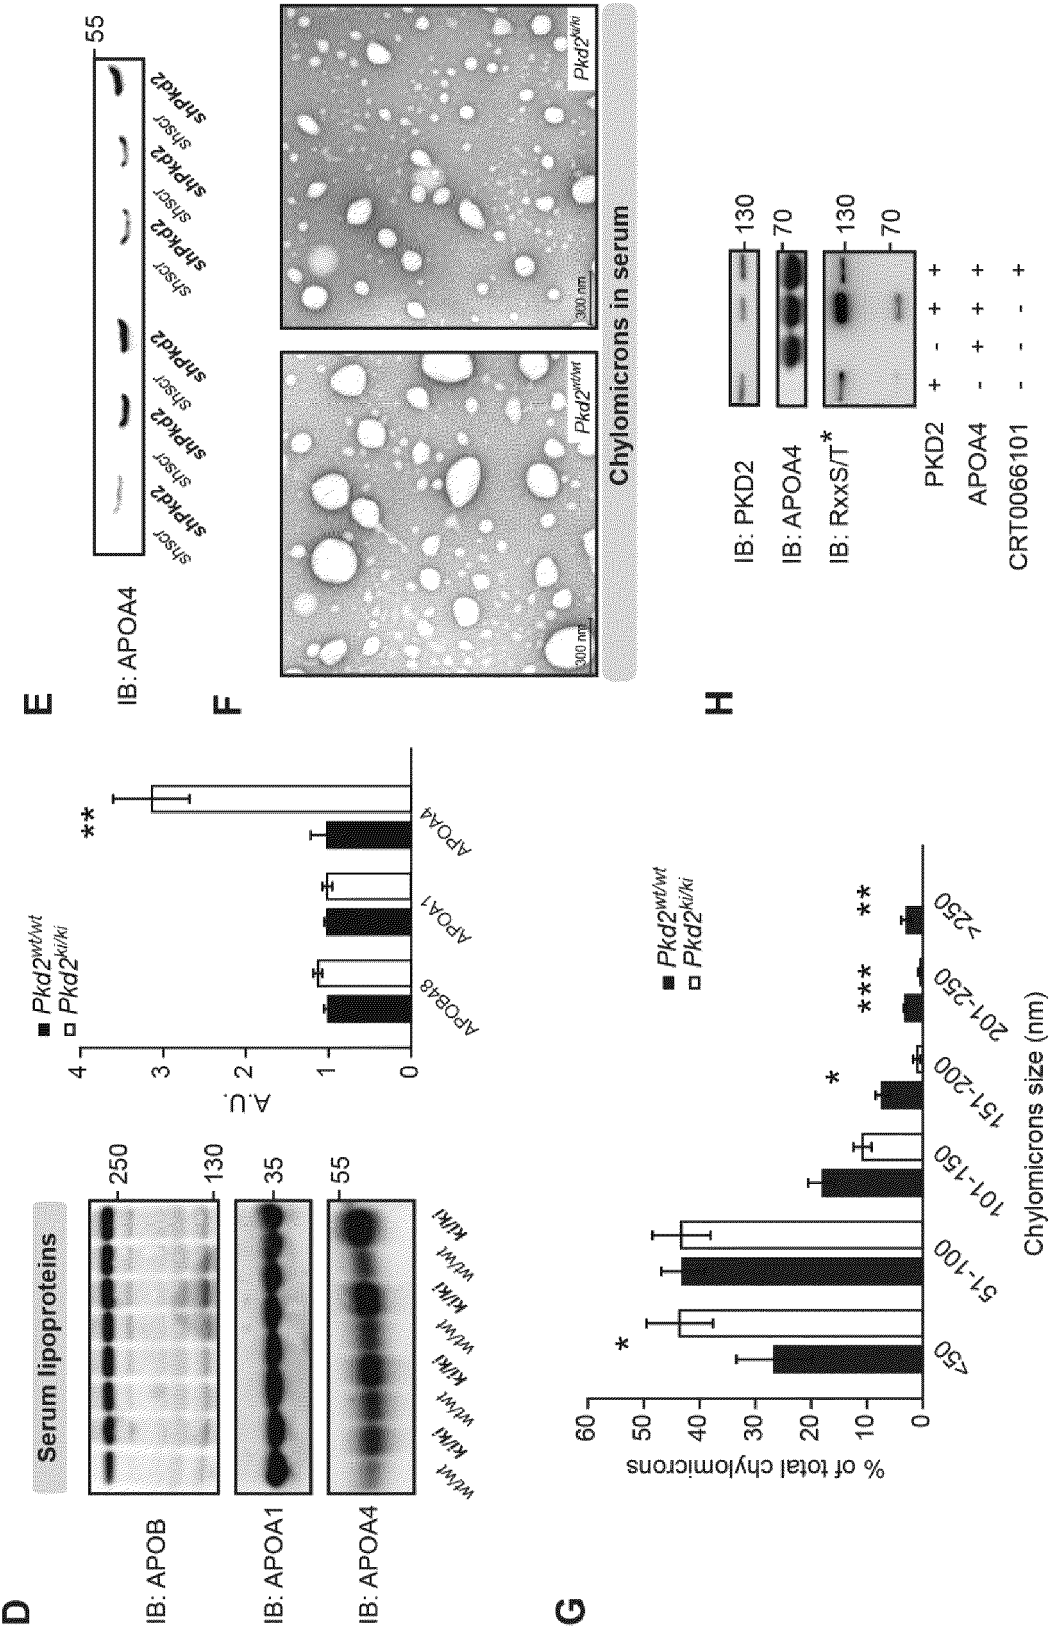 D
Serum lipoproteins
IB: APOB
250
130
IB: APOA1
35
IB: APOA4
55
wt/wt ki/ki wt/wt ki/ki wt/wt ki/ki wt/wt ki/ki
Pkd2wt/wt
Pkd2ki/ki
A.U.
4
3
2
1
0
**
APOB48 APOA1 APOA4
E
IB: APOA4
55
shscr shPkd2 shscr shPkd2 shscr shPkd2 shscr shPkd2 shscr shPkd2 shscr shPkd2
F
300 nm
Pkd2wt/wt
300 nm
Pkd2ki/ki
Chylomicrons in serum
G
% of total chylomicrons
60
50
40
30
20
10
0
Pkd2wt/wt
Pkd2ki/ki
* * *** **
<50 51-100 101-150 151-200 201-250 >250
Chylomicrons size (nm)
H
IB: PKD2
130
IB: APOA4
70
IB: RxxS/T*
130
70
PKD2 + - + +
APOA4 - + + +
CRT0066101 - - - +